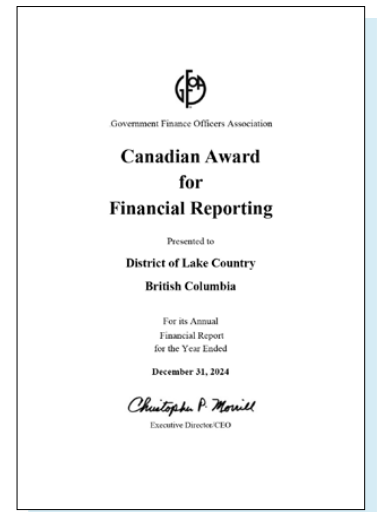 GFOA
Government Finance Officers Association
Canadian Award
for
Financial Reporting
Presented to
District of Lake Country
British Columbia
For its Annual
Financial Report
for the Year Ended
December 31, 2024
Christopher P. Morrill
Executive Director/CEO